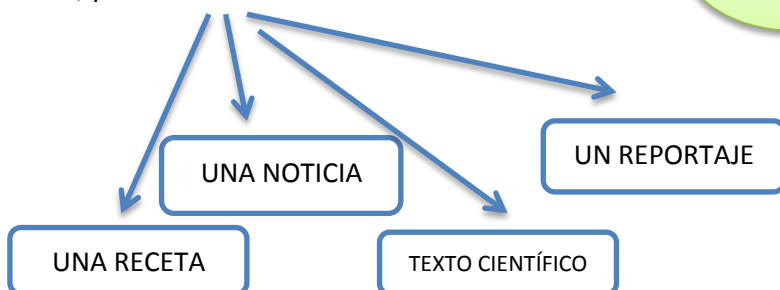 UNA NOTICIA
UN REPORTAJE
UNA RECETA
TEXTO CIENTÍFICO